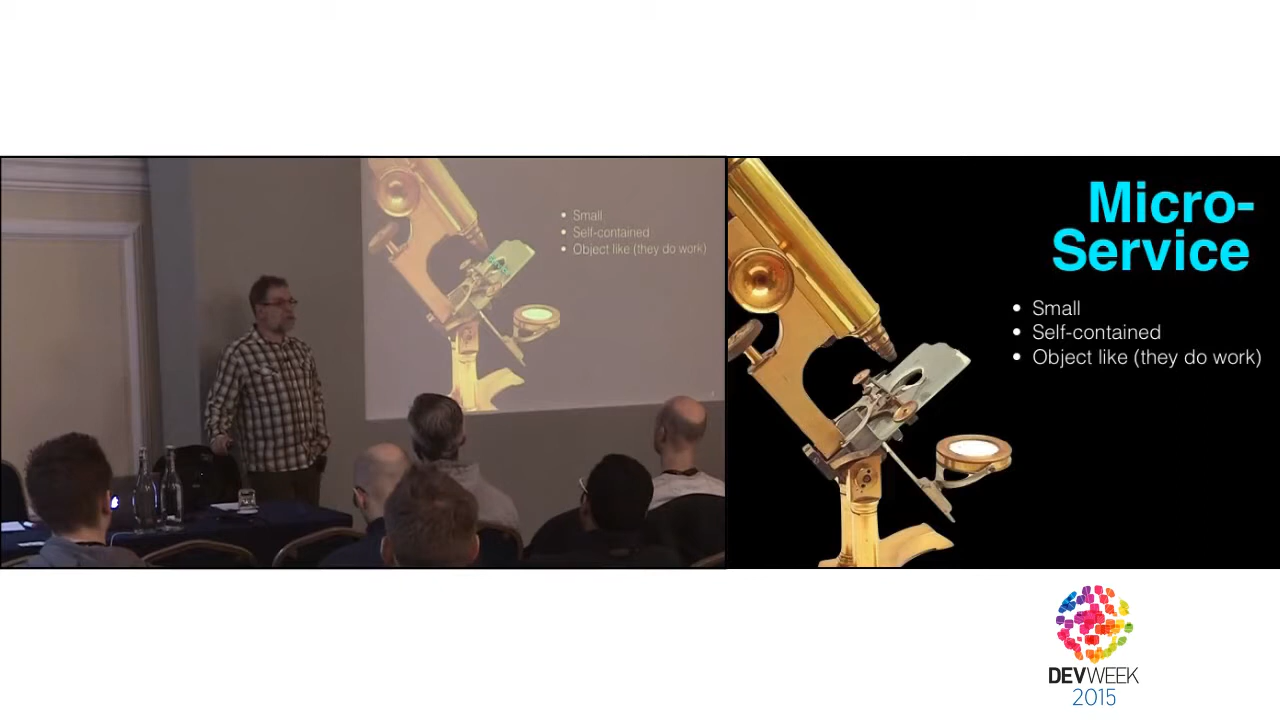 • Small
• Self-contained
• Object like (they do work)
Micro-
Service
• Small
• Self-contained
• Object like (they do work)
DEVWEEK
2015